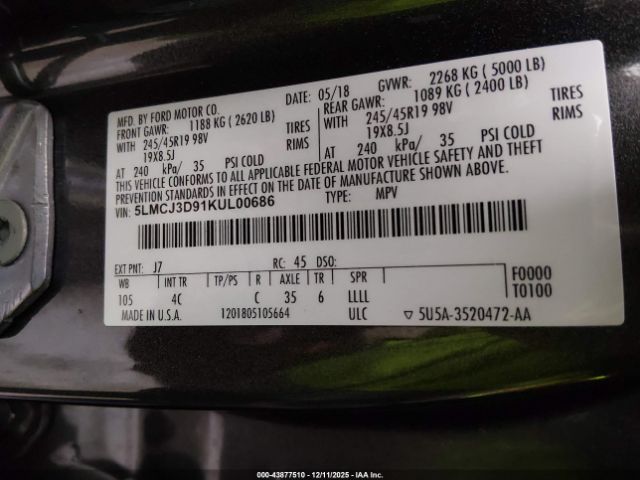 MFD. BY FORD MOTOR CO. DATE: 05/18 GVWR: 2268 KG ( 5000 LB)
FRONT GAWR: 1188 KG ( 2620 LB) REAR GAWR: 1089 KG ( 2400 LB)
WITH 245/45R19 98V TIRES WITH 245/45R19 98V TIRES
19X8.5J RIMS 19X8.5J RIMS
AT 240 kPa/ 35 PSI COLD AT 240 kPa/ 35 PSI COLD
THIS VEHICLE CONFORMS TO ALL APPLICABLE FEDERAL MOTOR VEHICLE SAFETY AND THEFT
PREVENTION STANDARDS IN EFFECT ON THE DATE OF MANUFACTURE SHOWN ABOVE.
VIN: 5LMCJ3D91KUL00686 TYPE: MPV
EXT PNT: J7 RC: 45 DSO: F0000
WB INT TR TP/PS R AXLE TR SPR T0100
105 4C C 35 6 LLLL
MADE IN U.S.A. 1201805105664 ULC ▽ 5U5A-3520472-AA
000-43877510 - 12/11/2025 - IAA Inc.